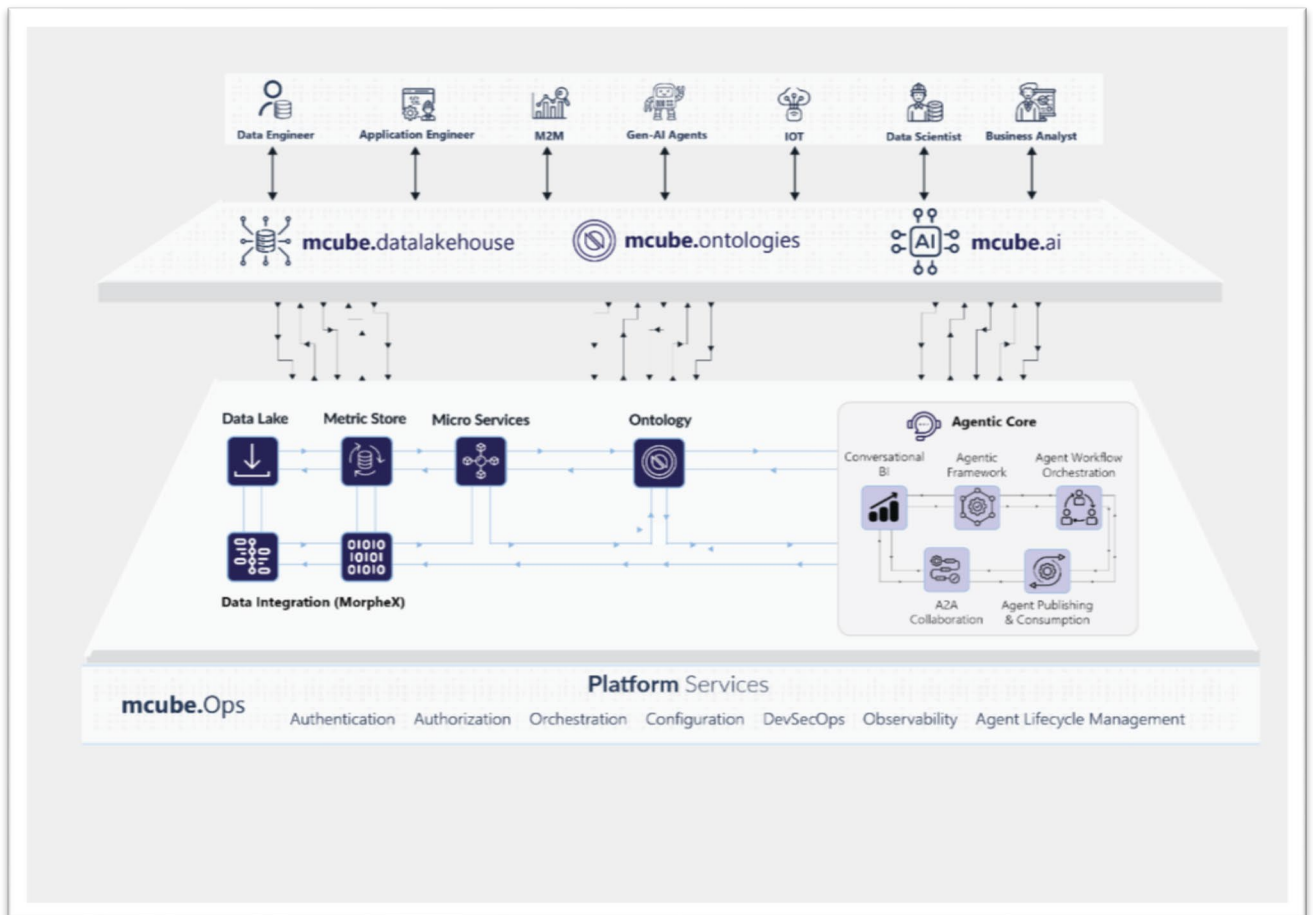 Data Engineer
Application Engineer
M2M
Gen-AI Agents
IOT
Data Scientist
Business Analyst
mcube.datalakehouse
mcube.ontologies
AI
mcube.ai
Data Lake
Metric Store
Micro Services
Ontology
Agentic Core
Conversational
BI
Agentic
Framework
Agent Workflow
Orchestration
01010
10101
01010
A2A
Collaboration
Agent Publishing
& Consumption
Data Integration (MorpheX)
Platform Services
mcube.Ops
Authentication Authorization Orchestration Configuration DevSecOps Observability Agent Lifecycle Management